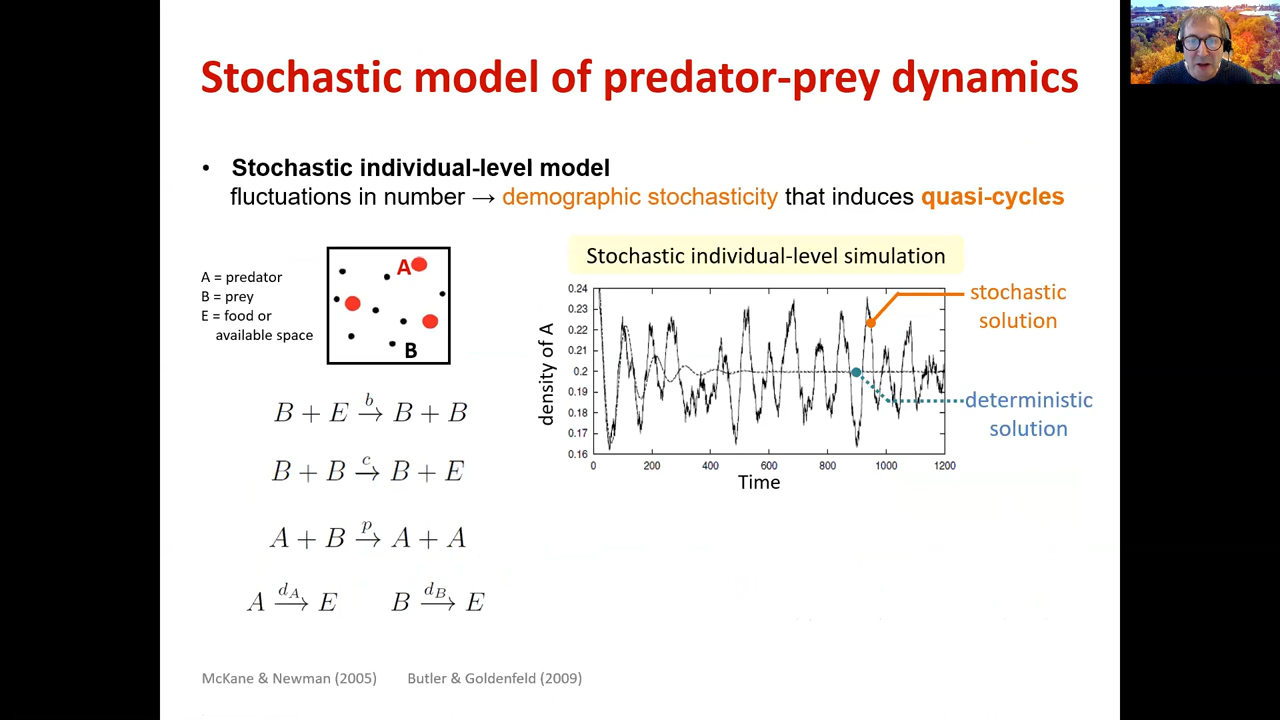 Stochastic model of predator-prey dynamics
• Stochastic individual-level model
fluctuations in number → demographic stochasticity that induces quasi-cycles
A = predator
B = prey
E = food or
available space
A
B
B + E →b B + B
B + B →c B + E
A + B →p A + A
A →dA E    B →dB E
Stochastic individual-level simulation
density of A
0.24
0.23
0.22
0.21
0.2
0.19
0.18
0.17
0.16
0 200 400 600 800 1000 1200
Time
stochastic
solution
deterministic
solution
McKane & Newman (2005)    Butler & Goldenfeld (2009)